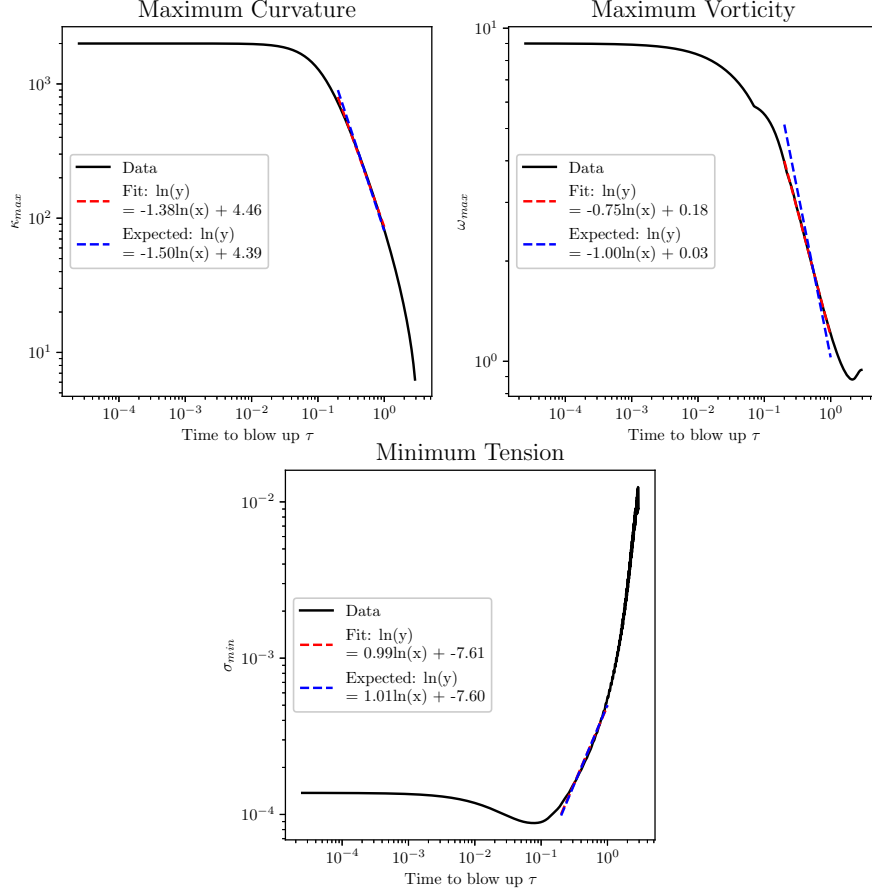 Maximum Curvature
10^3
10^2
10^1
κ_max
Data
Fit: ln(y)
= -1.38ln(x) + 4.46
Expected: ln(y)
= -1.50ln(x) + 4.39
10^-4
10^-3
10^-2
10^-1
10^0
Time to blow up τ
Maximum Vorticity
10^1
10^0
ω_max
Data
Fit: ln(y)
= -0.75ln(x) + 0.18
Expected: ln(y)
= -1.00ln(x) + 0.03
10^-4
10^-3
10^-2
10^-1
10^0
Time to blow up τ
Minimum Tension
10^-2
10^-3
10^-4
σ_min
Data
Fit: ln(y)
= 0.99ln(x) + -7.61
Expected: ln(y)
= 1.01ln(x) + -7.60
10^-4
10^-3
10^-2
10^-1
10^0
Time to blow up τ